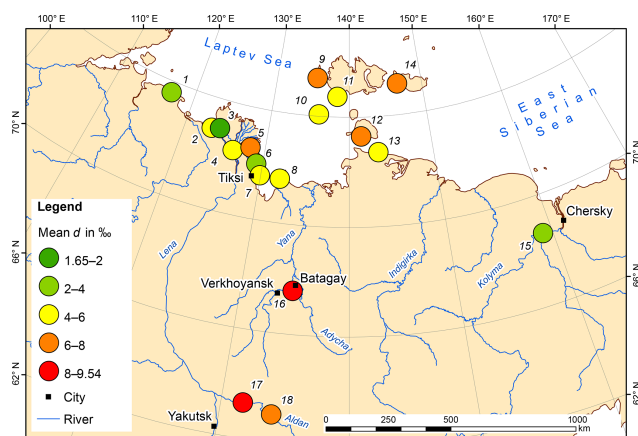 100°E
110°E
120°E
130°E
140°E
150°E
160°E
170°E
Laptev Sea
East
Siberian
Sea
70°N
70°N
66°N
66°N
62°N
62°N
1
2
3
4
5
6
7
8
9
10
11
12
13
14
15
16
17
18
Tiksi
Chersky
Verkhoyansk
Batagay
Yakutsk
Lena
Yana
Indigirka
Kolyma
Adycha
Aldan
Legend
Mean d in ‰
1.65–2
2–4
4–6
6–8
8–9.54
City
River
0 250 500 1000
km